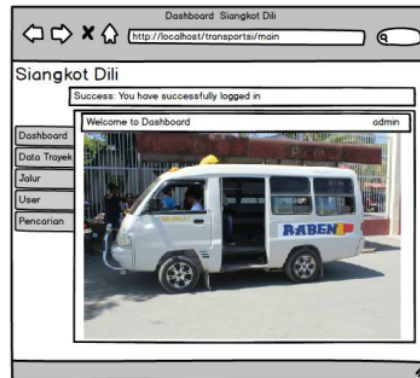 Dashboard Siangkot Dili
http://localhost/transportsi/main
Siangkot Dili
Success: You have successfully logged in
Welcome to Dashboard admin
Dashboard
Data Trayek
Jalur
User
Pencarian
RABEN